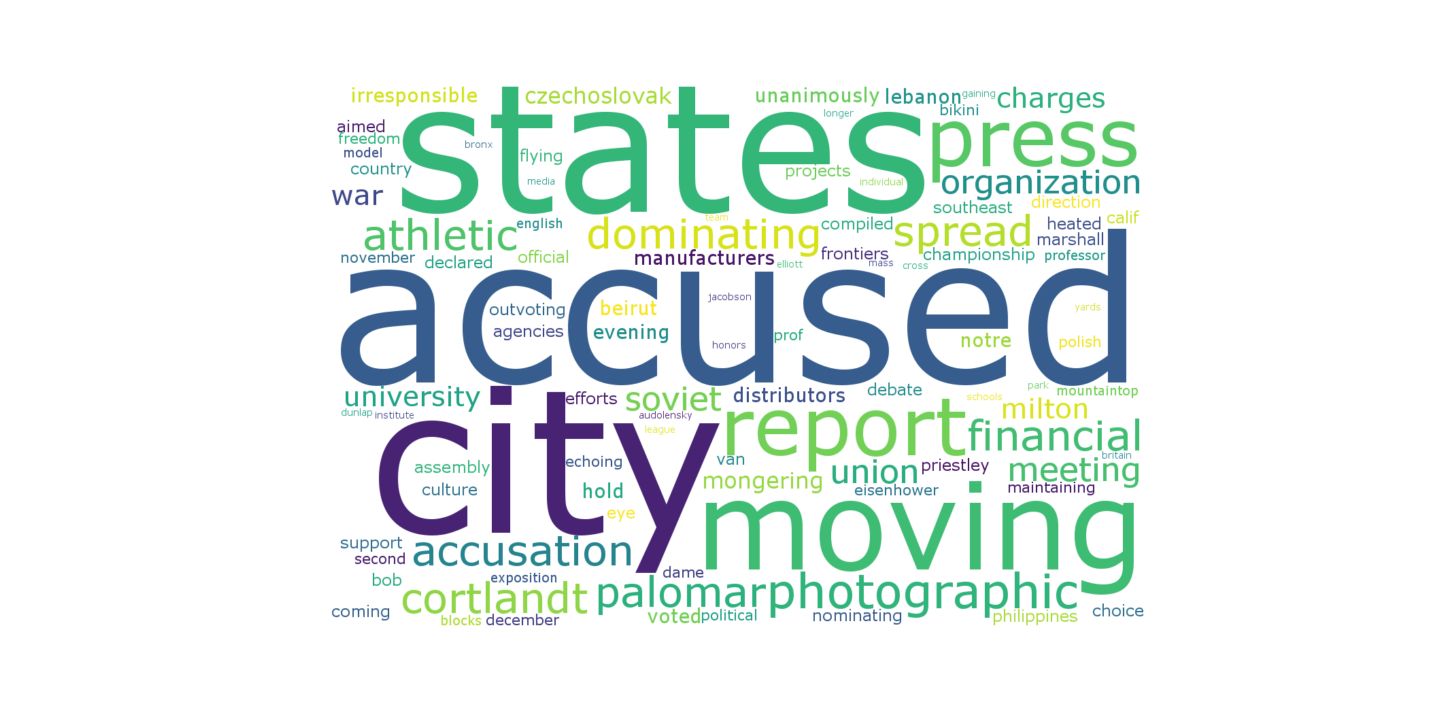 irresponsible czechoslovak unanimously lebanon gaining charges
aimed states longer bikini press
freedom bronx
model flying
country media projects individual organization
war southeast direction
athletic english dominating team compiled spread heated calif
marshall
november declared official manufacturers elliott frontiers mass cross championship professor
accused
outvoting beirut jacobson yards
agencies evening honors prof notre polish
university efforts soviet distributors debate park mountaintop
dunlap institute audolensky report schools milton
city league financial
assembly echoing van union priestley meeting britain
culture hold mongering eisenhower maintaining
eye moving
support accusation
second
bob exposition dame
coming cortlandt palomar photographic choice
blocks december voted political nominating philippines